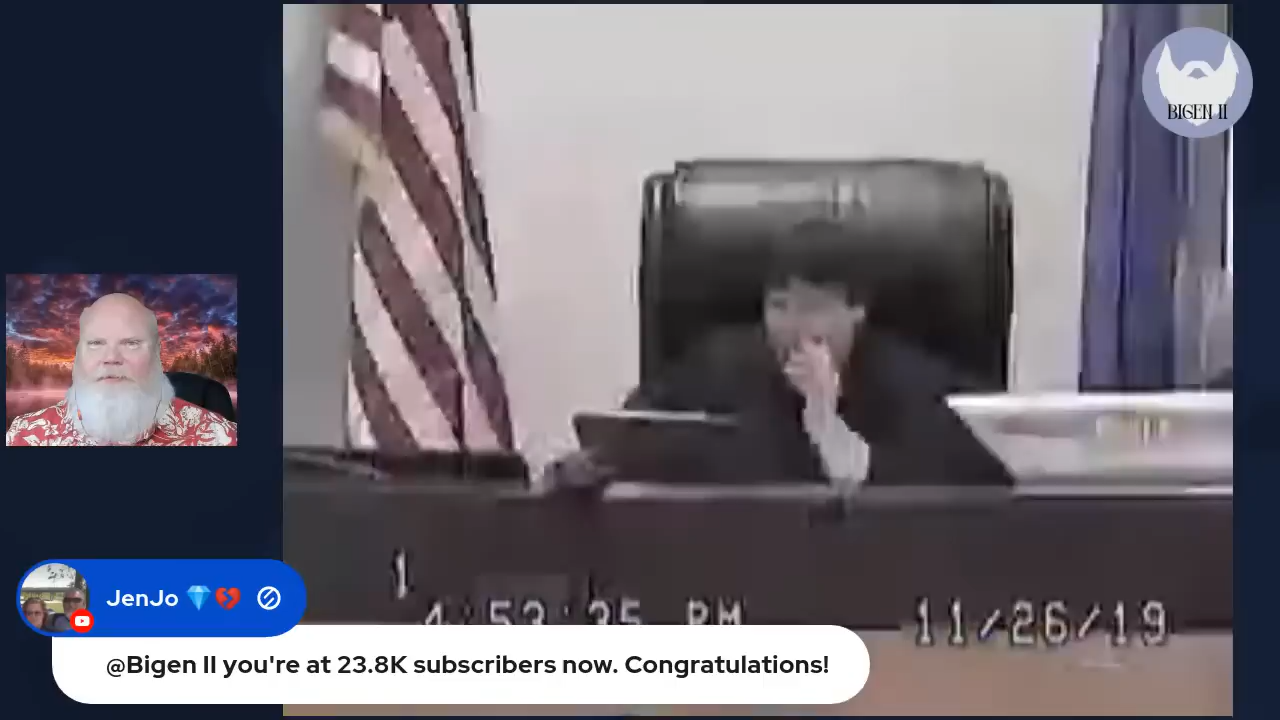 BIGEN II
JenJo
@Bigen II you're at 23.8K subscribers now. Congratulations!
1
4:53:35 PM
11/26/19